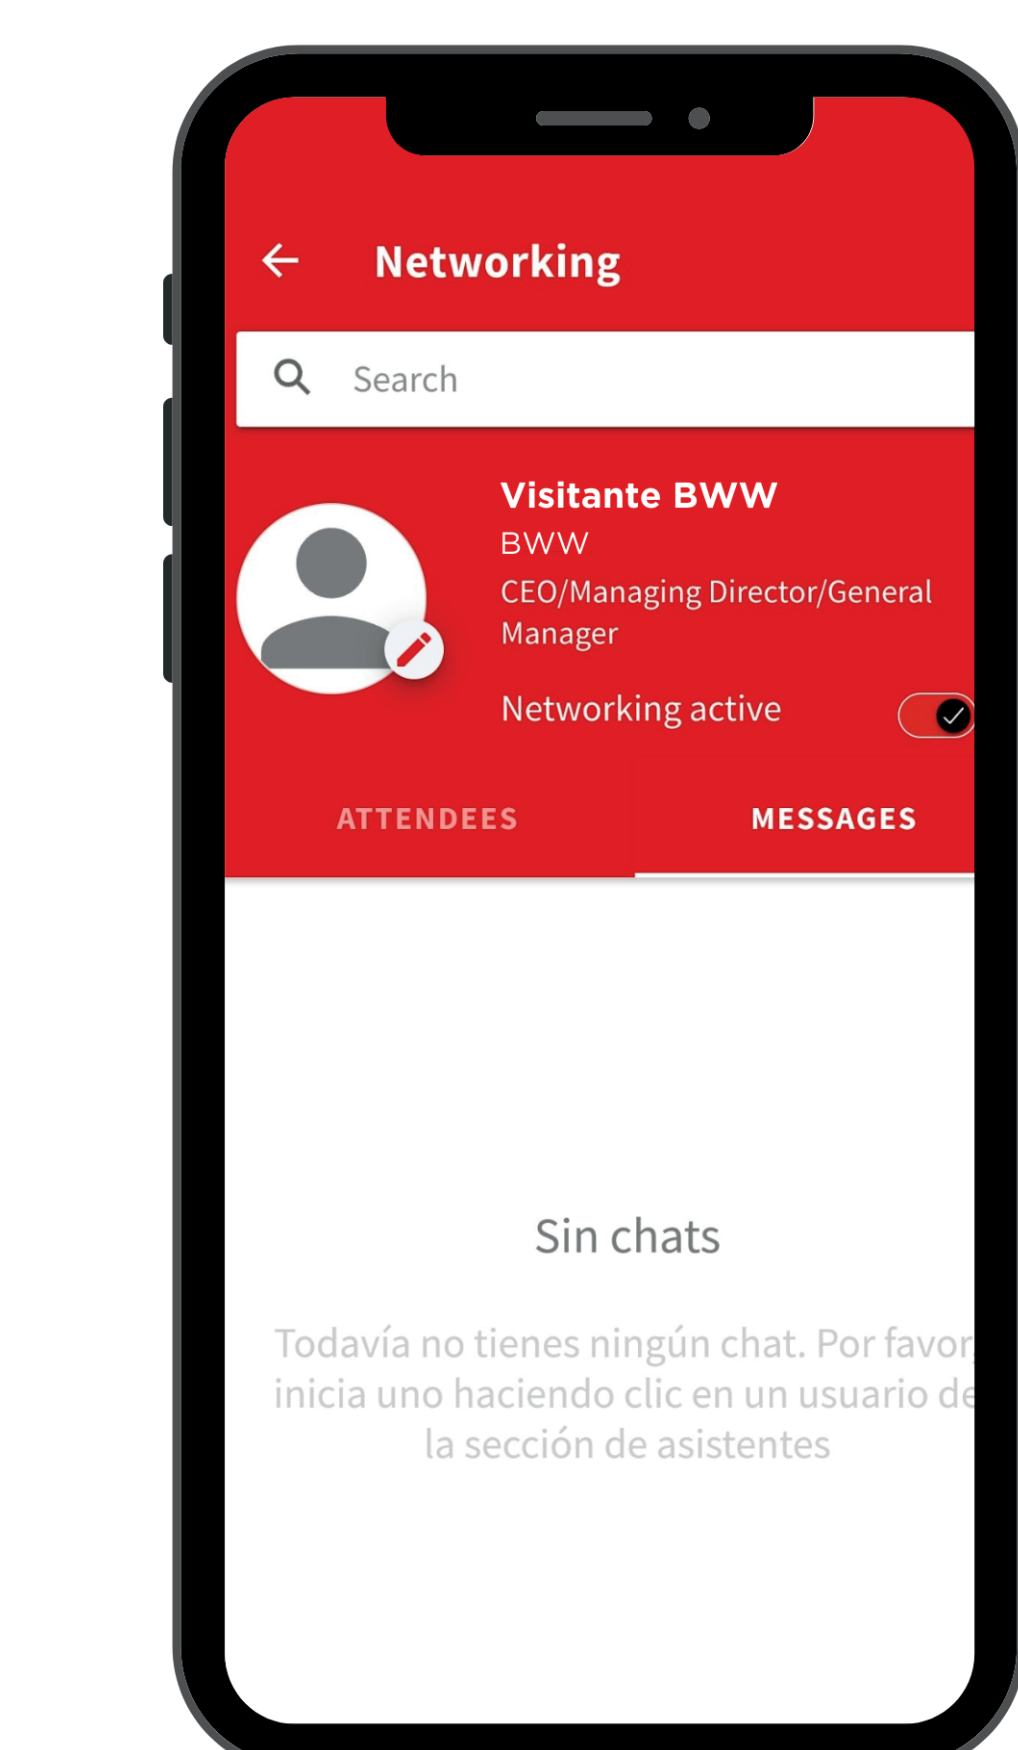 Networking
Search
Visitante BWW
BWW
CEO/Managing Director/General
Manager
Networking active
ATTENDEES
MESSAGES
Sin chats
Todavía no tienes ningún chat. Por favor,
inicia uno haciendo clic en un usuario de
la sección de asistentes